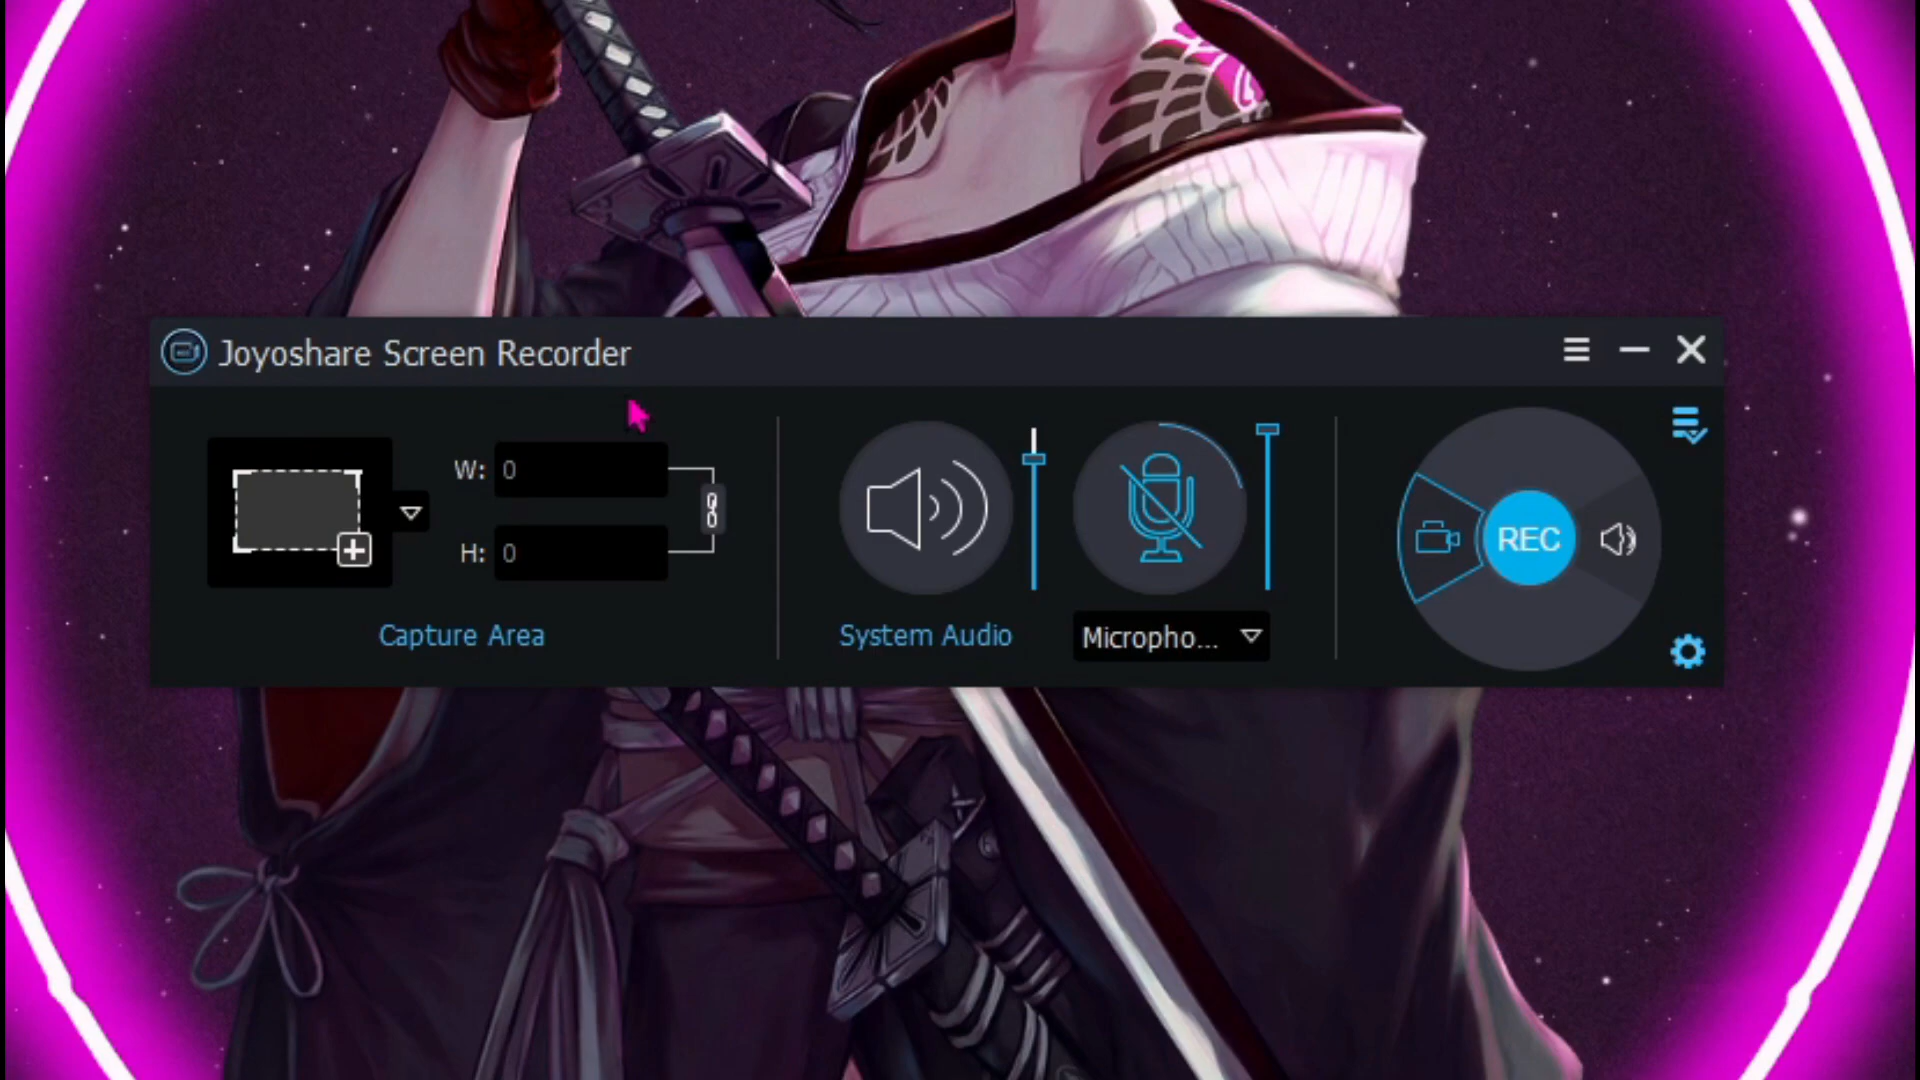 Joyoshare Screen Recorder
W: 0
H: 0
Capture Area
System Audio
Micropho...
REC